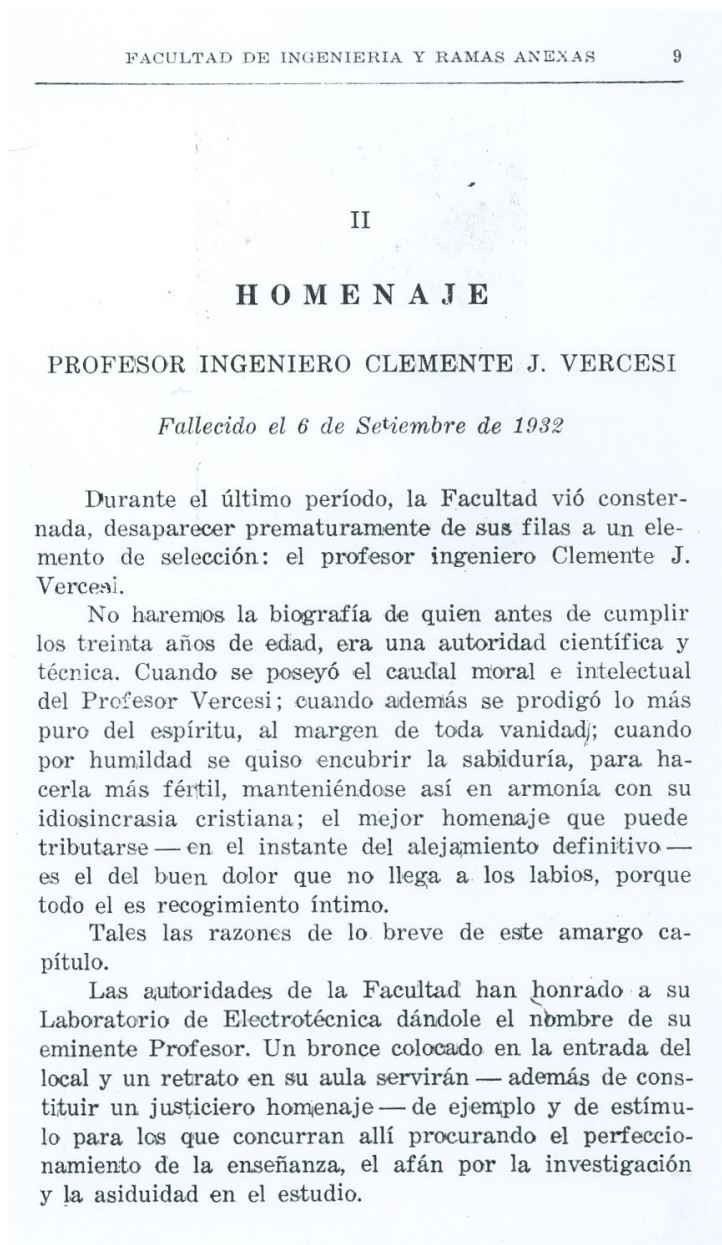 FACULTAD DE INGENIERIA Y RAMAS ANEXAS 9
II
HOMENAJE
PROFESOR INGENIERO CLEMENTE J. VERCESI
Fallecido el 6 de Setiembre de 1932
Durante el último período, la Facultad vió conster-
nada, desaparecer prematuramente de sus filas a un ele-
mento de selección: el profesor ingeniero Clemente J.
Vercesi.
No haremos la biografía de quien antes de cumplir
los treinta años de edad, era una autoridad científica y
técnica. Cuando se poseyó el caudal moral e intelectual
del Profesor Vercesi; cuando además se prodigó lo más
puro del espíritu, al margen de toda vanidad; cuando
por humildad se quiso encubrir la sabiduría, para ha-
cerla más fértil, manteniéndose así en armonía con su
idiosincrasia cristiana; el mejor homenaje que puede
tributarse — en el instante del alejamiento definitivo —
es el del buen dolor que no llega a los labios, porque
todo el es recogimiento íntimo.
Tales las razones de lo breve de este amargo ca-
pítulo.
Las autoridades de la Facultad han honrado a su
Laboratorio de Electrotécnica dándole el nombre de su
eminente Profesor. Un bronce colocado en la entrada del
local y un retrato en su aula servirán — además de cons-
tituir un justiciero homenaje — de ejemplo y de estímu-
lo para los que concurran allí procurando el perfeccio-
namiento de la enseñanza, el afán por la investigación
y la asiduidad en el estudio.